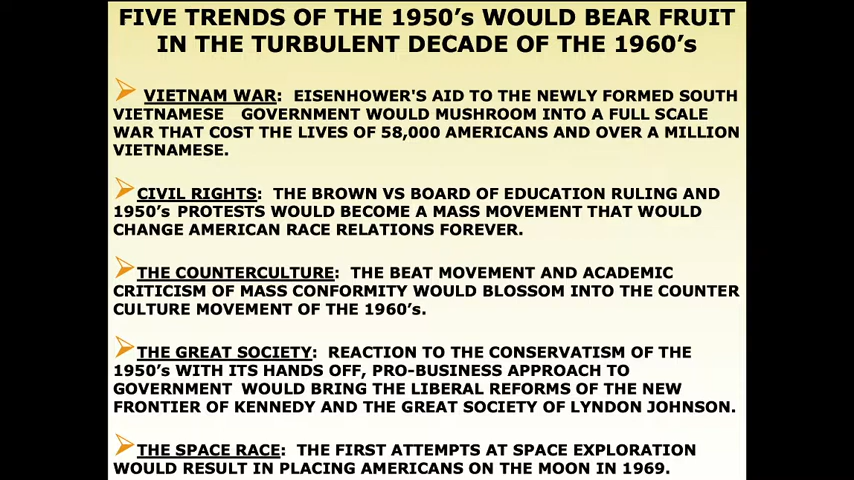 FIVE TRENDS OF THE 1950's WOULD BEAR FRUIT
IN THE TURBULENT DECADE OF THE 1960's
VIETNAM WAR: EISENHOWER'S AID TO THE NEWLY FORMED SOUTH
VIETNAMESE GOVERNMENT WOULD MUSHROOM INTO A FULL SCALE
WAR THAT COST THE LIVES OF 58,000 AMERICANS AND OVER A MILLION
VIETNAMESE.
CIVIL RIGHTS: THE BROWN VS BOARD OF EDUCATION RULING AND
1950's PROTESTS WOULD BECOME A MASS MOVEMENT THAT WOULD
CHANGE AMERICAN RACE RELATIONS FOREVER.
THE COUNTERCULTURE: THE BEAT MOVEMENT AND ACADEMIC
CRITICISM OF MASS CONFORMITY WOULD BLOSSOM INTO THE COUNTER
CULTURE MOVEMENT OF THE 1960's.
THE GREAT SOCIETY: REACTION TO THE CONSERVATISM OF THE
1950's WITH ITS HANDS OFF, PRO-BUSINESS APPROACH TO
GOVERNMENT WOULD BRING THE LIBERAL REFORMS OF THE NEW
FRONTIER OF KENNEDY AND THE GREAT SOCIETY OF LYNDON JOHNSON.
THE SPACE RACE: THE FIRST ATTEMPTS AT SPACE EXPLORATION
WOULD RESULT IN PLACING AMERICANS ON THE MOON IN 1969.